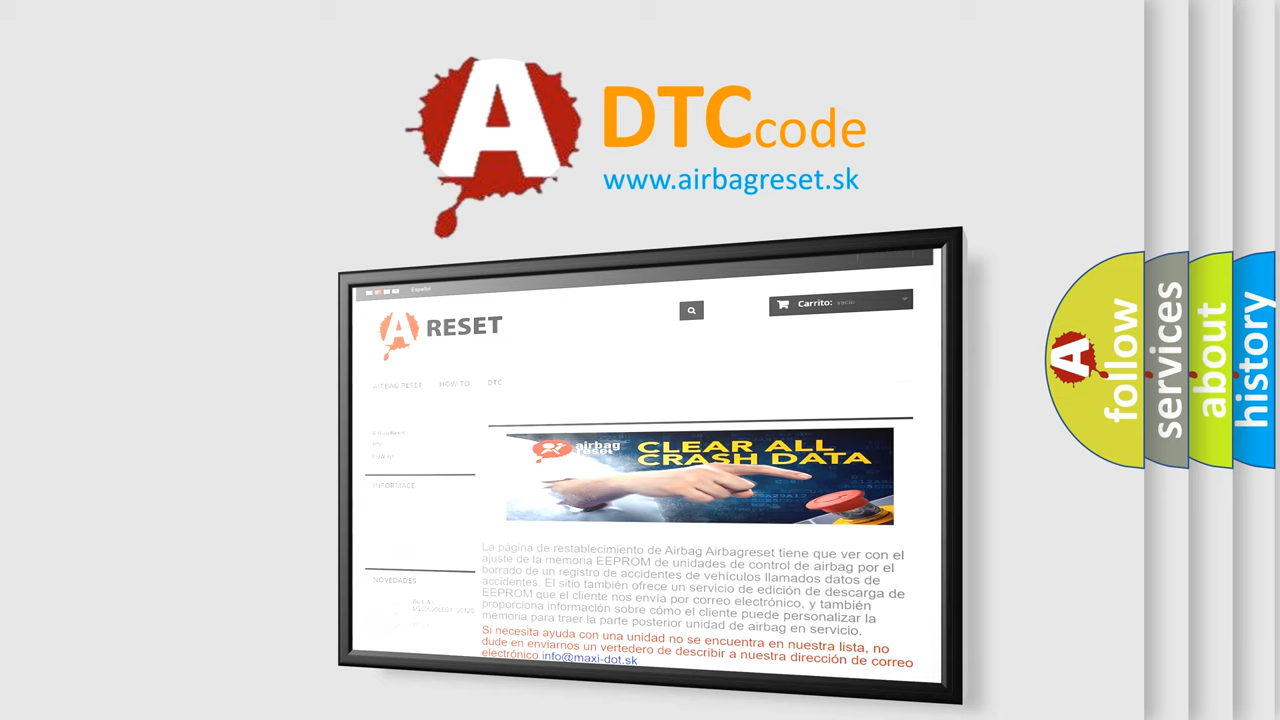 A DTCcode
www.airbagreset.sk
Español
A RESET
Carrito: vacío
AIRBAG RESET HOW TO DTC
INFORMACE
airbag
reset
CLEAR ALL
CRASH DATA
La página de restablecimiento de Airbag Airbagreset tiene que ver con el
ajuste de la memoria EEPROM de unidades de control de airbag por el
borrado de un registro de accidentes de vehículos llamados datos de
accidentes. El sitio también ofrece un servicio de edición de descarga de
EEPROM que el cliente nos envía por correo electrónico, y también
proporciona información sobre cómo el cliente puede personalizar la
memoria para traer la parte posterior unidad de airbag en servicio.
Si necesita ayuda con una unidad no se encuentra en nuestra lista, no
dude en enviarnos un vertedero de describir a nuestra dirección de correo
electrónico info@maxi-dot.sk
NOVEDADES
A
follow
services
about
history